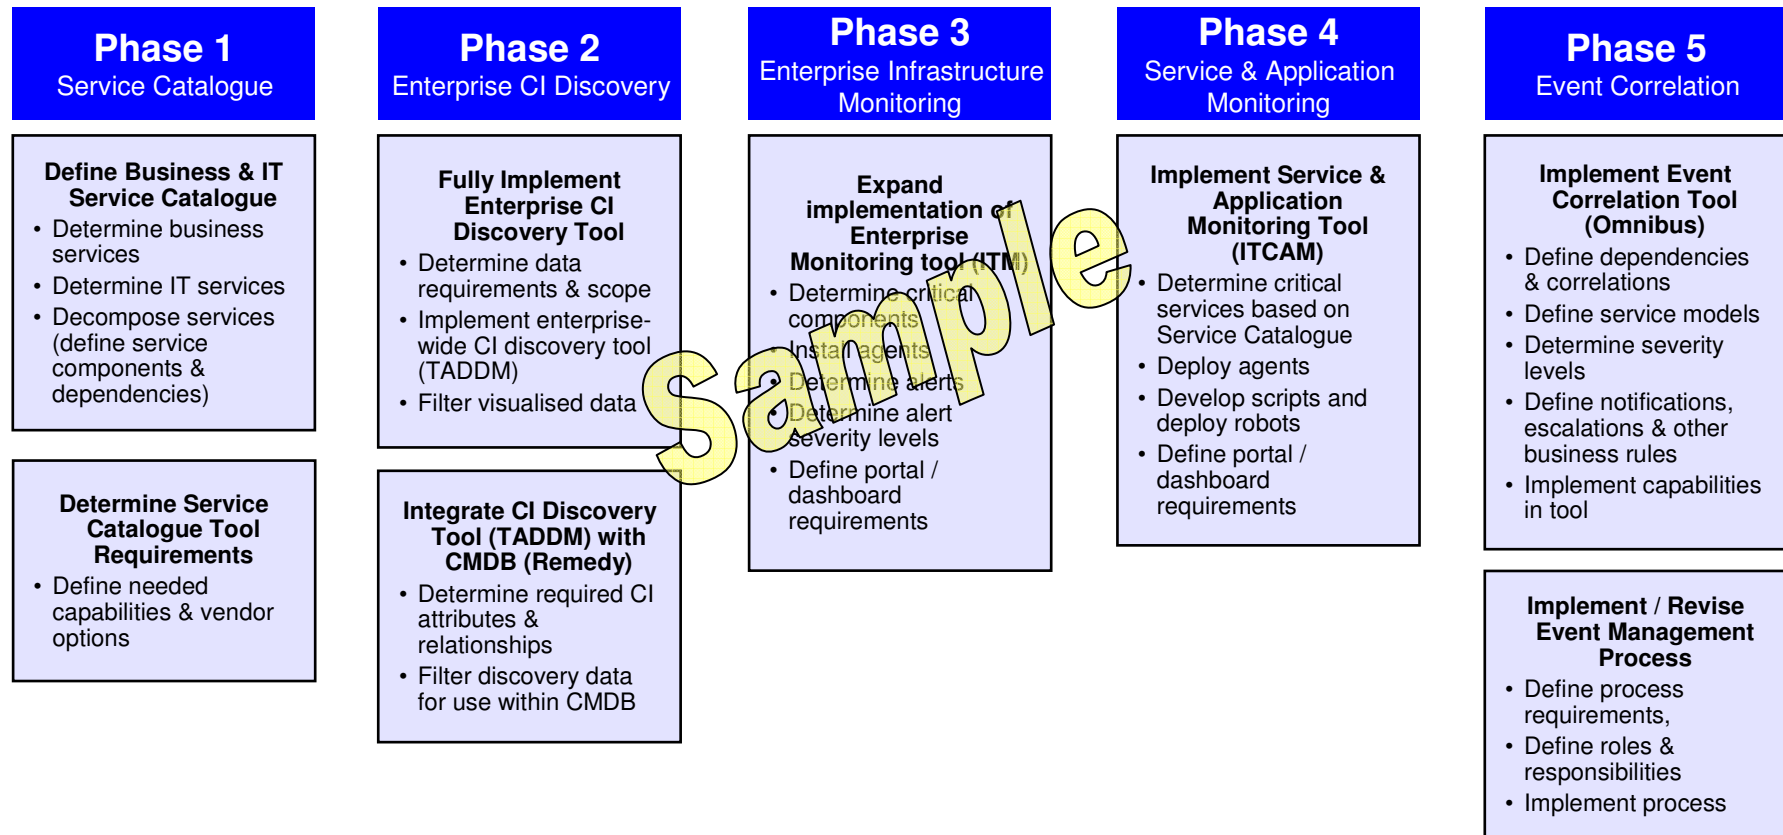 Phase 1
Service Catalogue
Define Business & IT
Service Catalogue
• Determine business
services
• Determine IT services
• Decompose services
(define service
components &
dependencies)
Determine Service
Catalogue Tool
Requirements
• Define needed
capabilities & vendor
options
Phase 2
Enterprise CI Discovery
Fully Implement
Enterprise CI
Discovery Tool
• Determine data
requirements & scope
• Implement enterprise-
wide CI discovery tool
(TADDM)
• Filter visualised data
Integrate CI Discovery
Tool (TADDM) with
CMDB (Remedy)
• Determine required CI
attributes &
relationships
• Filter discovery data
for use within CMDB
Phase 3
Enterprise Infrastructure
Monitoring
Expand
implementation of
Enterprise
Monitoring tool (ITM)
• Determine critical
components
• Install agents
• Determine alerts
• Determine alert
severity levels
• Define portal /
dashboard
requirements
Phase 4
Service & Application
Monitoring
Implement Service &
Application
Monitoring Tool
(ITCAM)
• Determine critical
services based on
Service Catalogue
• Deploy agents
• Develop scripts and
deploy robots
• Define portal /
dashboard
requirements
Phase 5
Event Correlation
Implement Event
Correlation Tool
(Omnibus)
• Define dependencies
& correlations
• Define service models
• Determine severity
levels
• Define notifications,
escalations & other
business rules
• Implement capabilities
in tool
Implement / Revise
Event Management
Process
• Define process
requirements,
• Define roles &
responsibilities
• Implement process
Sample